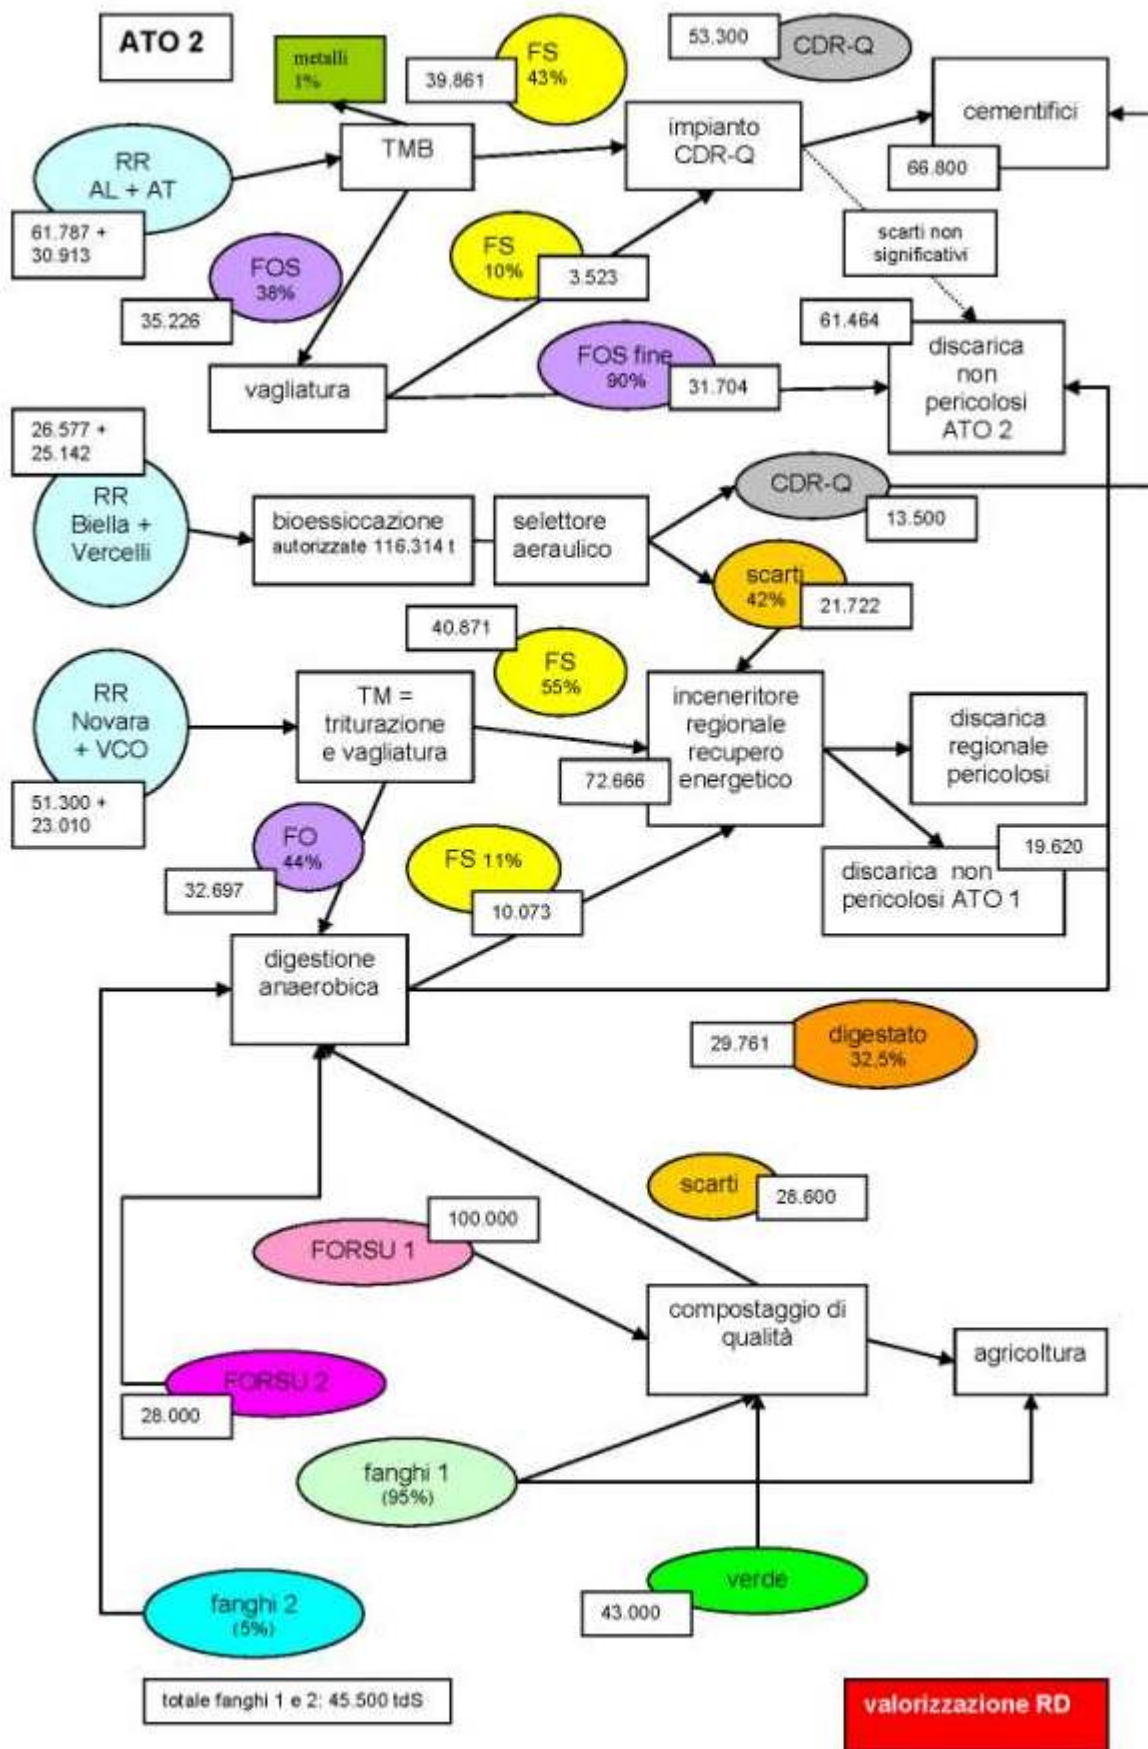 ATO 2
metalli
1%
39.861
FS
43%
53.300
CDR-Q
RR
AL + AT
61.787 +
30.913
TMB
impianto
CDR-Q
cementifici
66.800
FOS
38%
35.226
FS
10%
3.523
scarti non
significativi
61.464
vagliatura
FOS fine
90%
31.704
discarica
non
pericolosi
ATO 2
26.577 +
25.142
RR
Biella +
Vercelli
bioessiccazione
autorizzate 116.314 t
selettore
aeraulico
CDR-Q
13.500
scarti
42%
21.722
40.871
FS
55%
RR
Novara
+ VCO
51.300 +
23.010
TM =
triturazione
e vagliatura
inceneritore
regionale
recupero
energetico
72.666
discarica
regionale
pericolosi
FO
44%
32.697
FS 11%
10.073
19.620
discarica non
pericolosi ATO 1
digestione
anaerobica
29.761
digestato
32,5%
scarti
28.600
100.000
FORSU 1
compostaggio di
qualità
agricoltura
FORSU 2
28.000
fanghi 1
(95%)
verde
43.000
fanghi 2
(5%)
totale fanghi 1 e 2: 45.500 tdS
valorizzazione RD